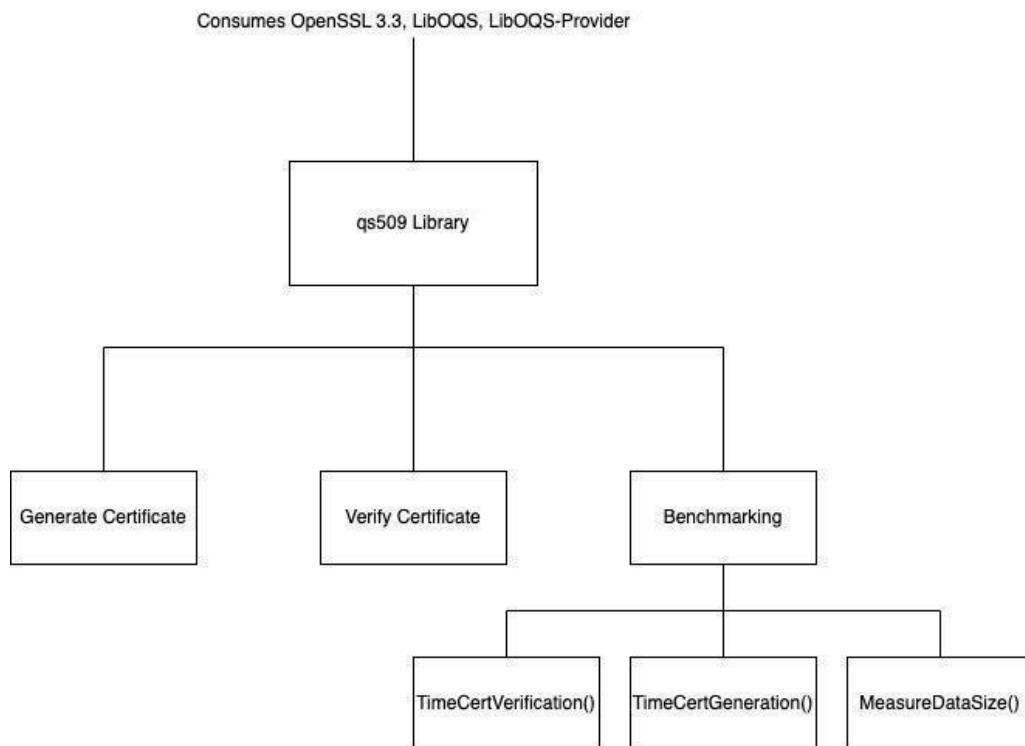 Consumes OpenSSL 3.3, LibOQS, LibOQS-Provider
qs509 Library
Generate Certificate
Verify Certificate
Benchmarking
TimeCertVerification()
TimeCertGeneration()
MeasureDataSize()